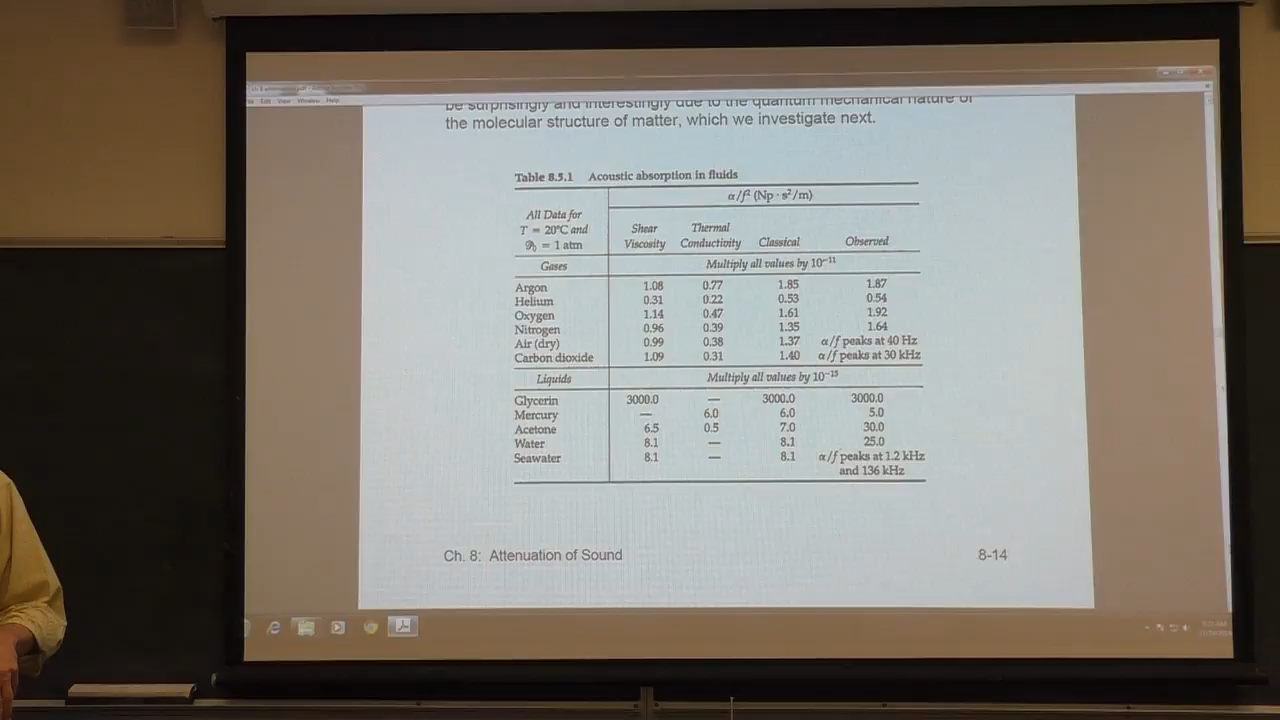 Edit View Window Help
be surprisingly and interestingly due to the quantum mechanical nature of
the molecular structure of matter, which we investigate next.
Table 8.5.1 Acoustic absorption in fluids
α/f² (Np · s²/m)
All Data for
T = 20°C and
𝒫₀ = 1 atm
Shear Viscosity
Thermal Conductivity
Classical
Observed
Gases Multiply all values by 10⁻¹¹
Argon 1.08 0.77 1.85 1.87
Helium 0.31 0.22 0.53 0.54
Oxygen 1.14 0.47 1.61 1.92
Nitrogen 0.96 0.39 1.35 1.64
Air (dry) 0.99 0.38 1.37 α/f peaks at 40 Hz
Carbon dioxide 1.09 0.31 1.40 α/f peaks at 30 kHz
Liquids Multiply all values by 10⁻¹⁵
Glycerin 3000.0 — 3000.0 3000.0
Mercury — 6.0 6.0 5.0
Acetone 6.5 0.5 7.0 30.0
Water 8.1 — 8.1 25.0
Seawater 8.1 — 8.1 α/f peaks at 1.2 kHz
and 136 kHz
Ch. 8: Attenuation of Sound 8-14